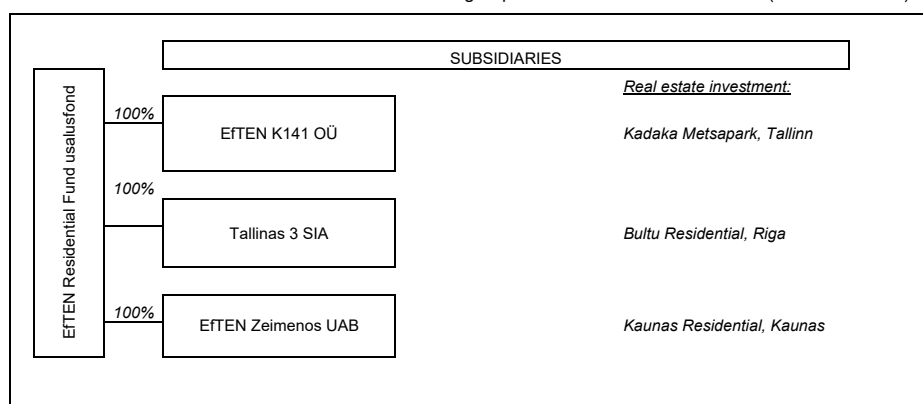 SUBSIDIARIES
Real estate investment:
EfTEN Residential Fund usalusfond
100%
EfTEN K141 OÜ
Kadaka Metsapark, Tallinn
100%
Tallinas 3 SIA
Bultu Residential, Riga
100%
EfTEN Zeimenos UAB
Kaunas Residential, Kaunas